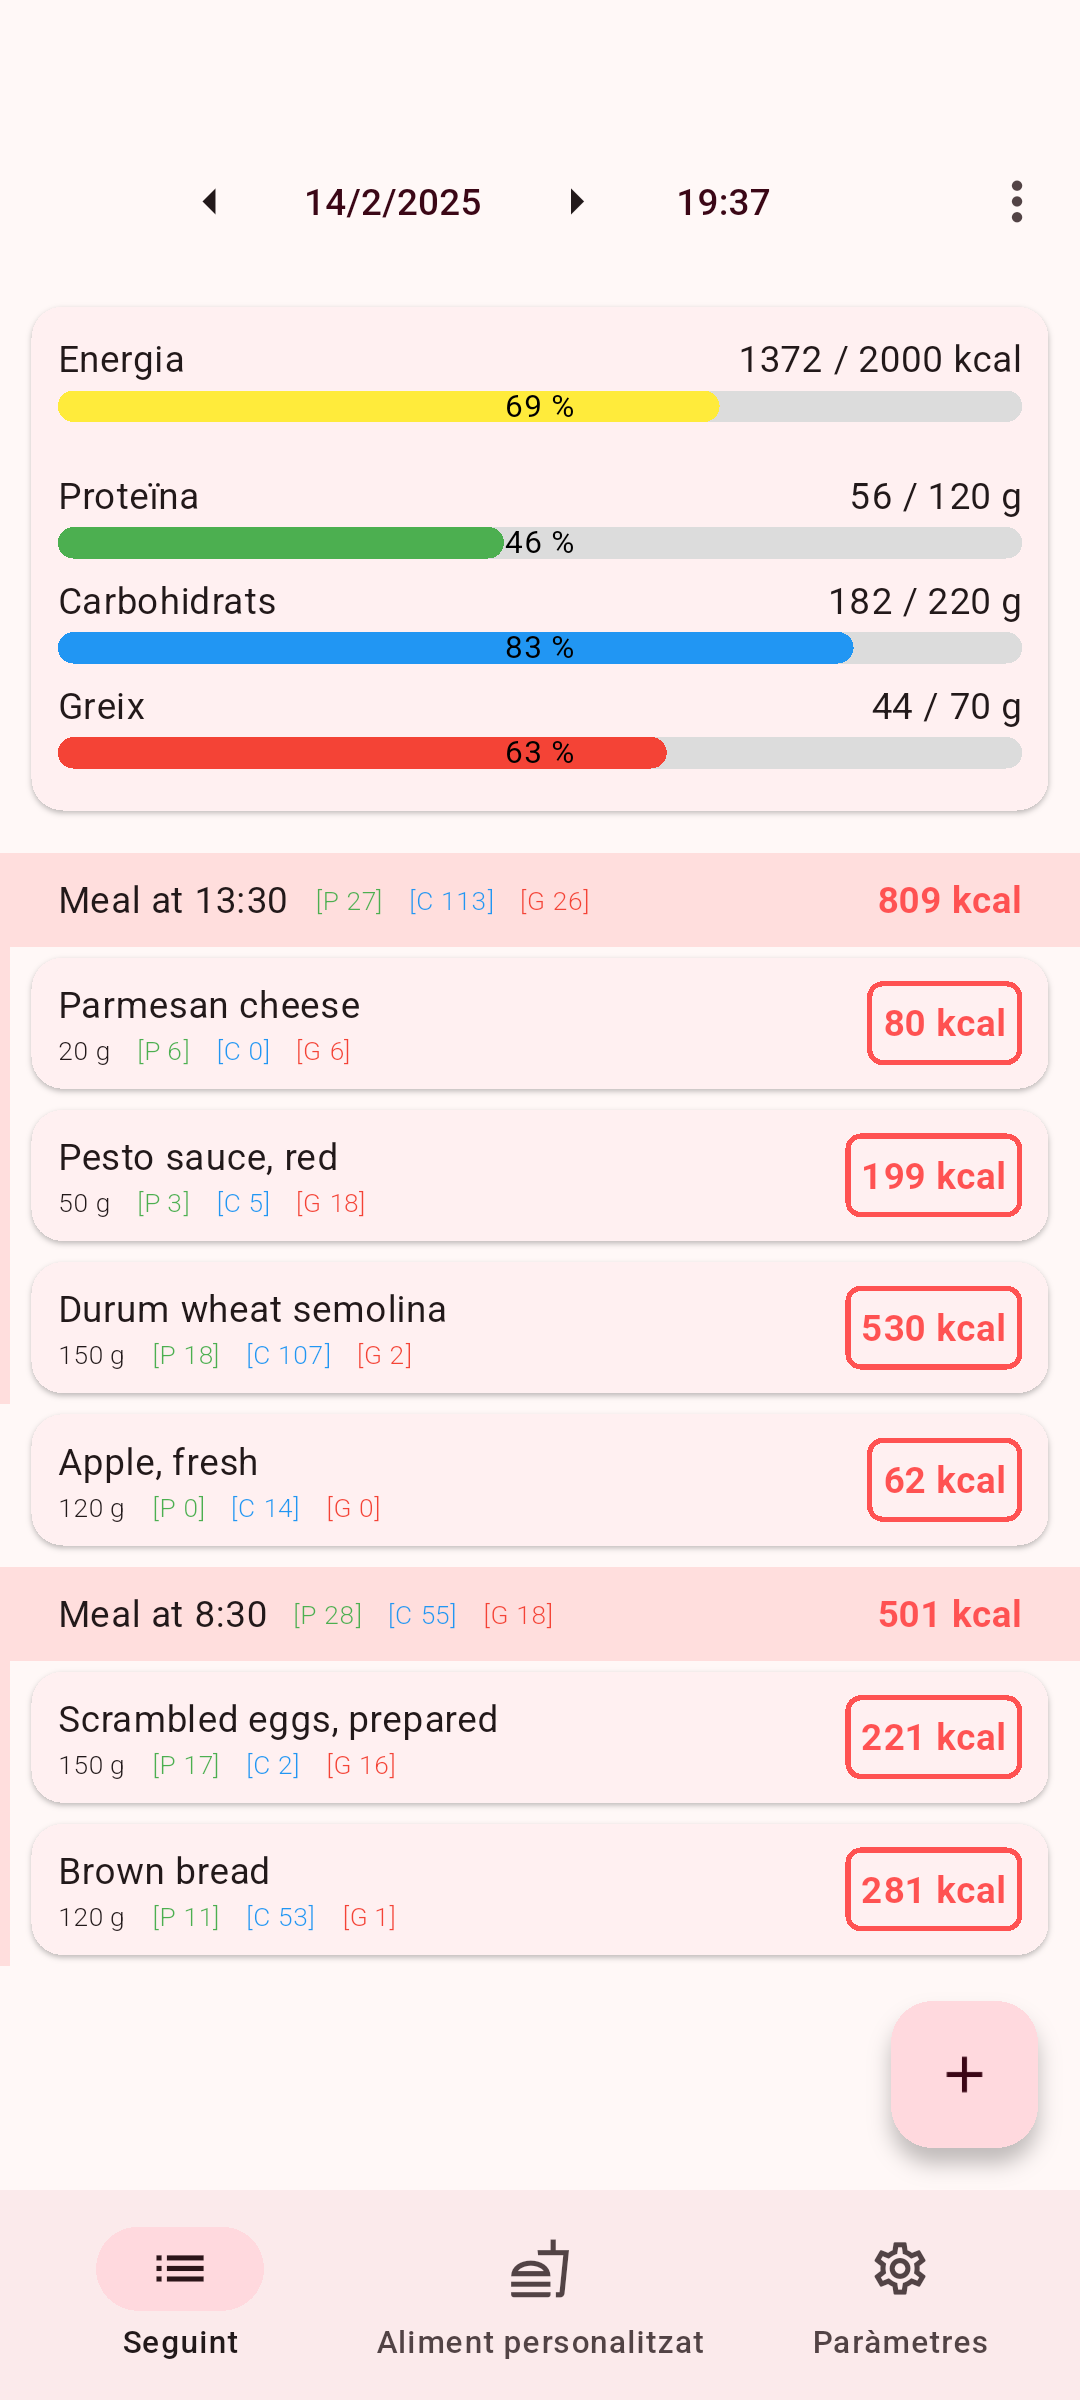 14/2/2025 19:37
Energia 1372 / 2000 kcal
69 %
Proteïna 56 / 120 g
46 %
Carbohidrats 182 / 220 g
83 %
Greix 44 / 70 g
63 %
Meal at 13:30 [P 27] [C 113] [G 26] 809 kcal
Parmesan cheese
20 g [P 6] [C 0] [G 6]
80 kcal
Pesto sauce, red
50 g [P 3] [C 5] [G 18]
199 kcal
Durum wheat semolina
150 g [P 18] [C 107] [G 2]
530 kcal
Apple, fresh
120 g [P 0] [C 14] [G 0]
62 kcal
Meal at 8:30 [P 28] [C 55] [G 18] 501 kcal
Scrambled eggs, prepared
150 g [P 17] [C 2] [G 16]
221 kcal
Brown bread
120 g [P 11] [C 53] [G 1]
281 kcal
Seguint Aliment personalitzat Paràmetres